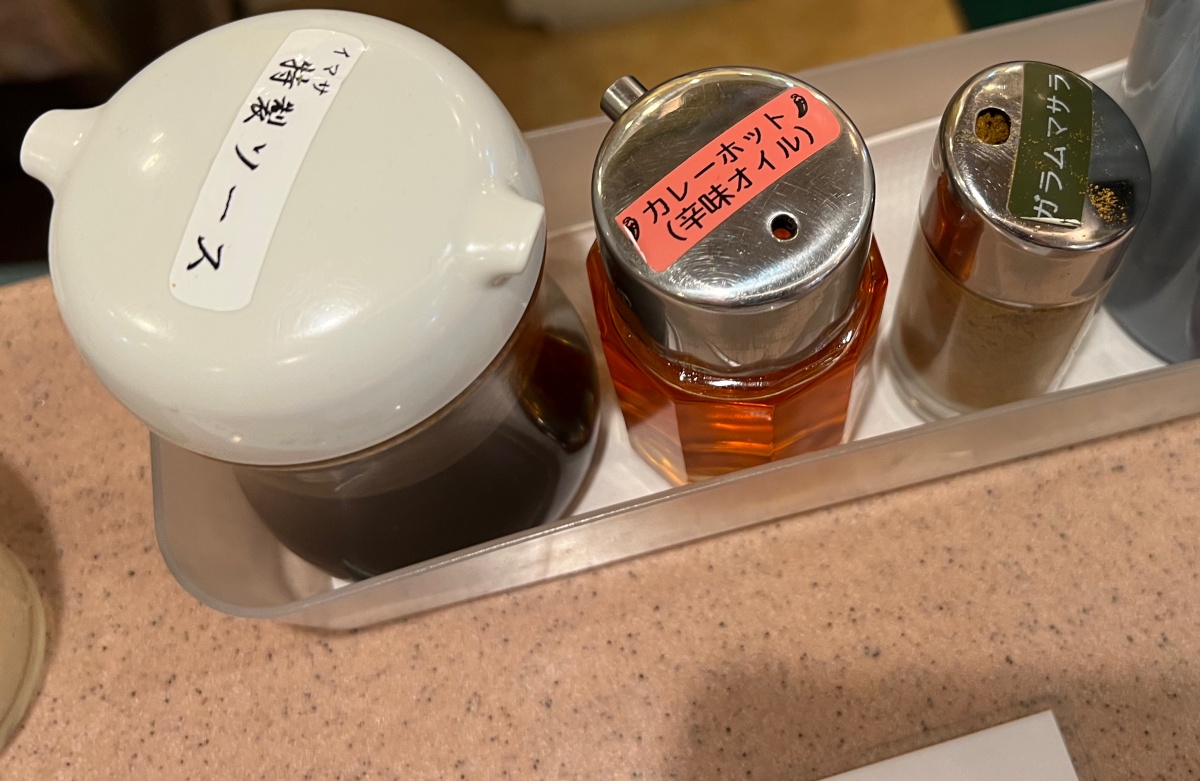 イマサ
特製ソース
カレーホット
(辛味オイル)
ガラムマサラ